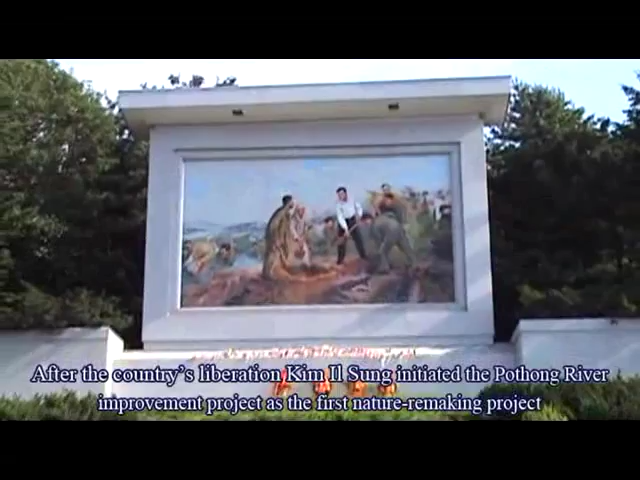 After the country's liberation Kim Il Sung initiated the Pothong River
improvement project as the first nature-remaking project